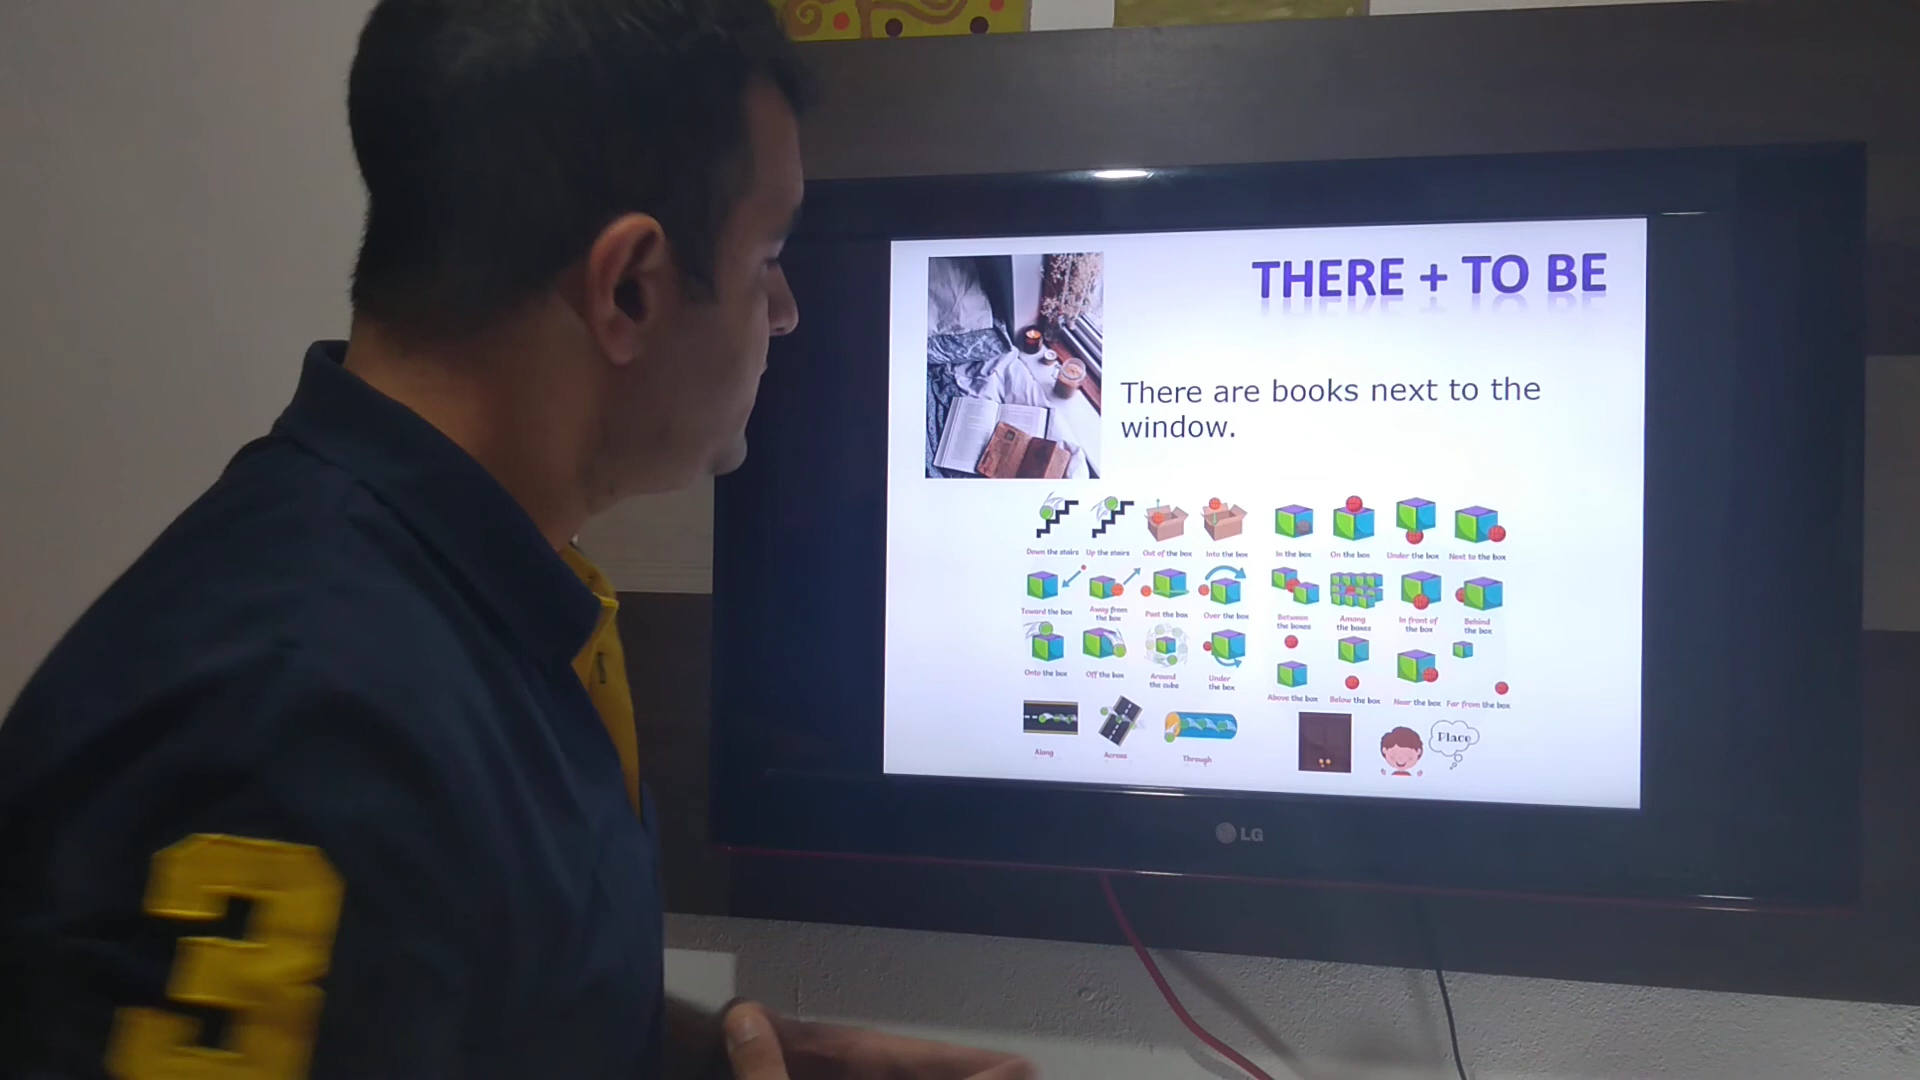 THERE + TO BE
There are books next to the
window.
Down the stairs
Up the stairs
Out of the box
Into the box
In the box
On the box
Under the box
Next to the box
Toward the box
Away from
the box
Past the box
Over the box
Between
the boxes
Among
the boxes
In front of
the box
Behind
the box
Onto the box
Off the box
Around
the cube
Under
the box
Above the box
Below the box
Near the box
Far from the box
Along
Across
Through
Place
LG
3